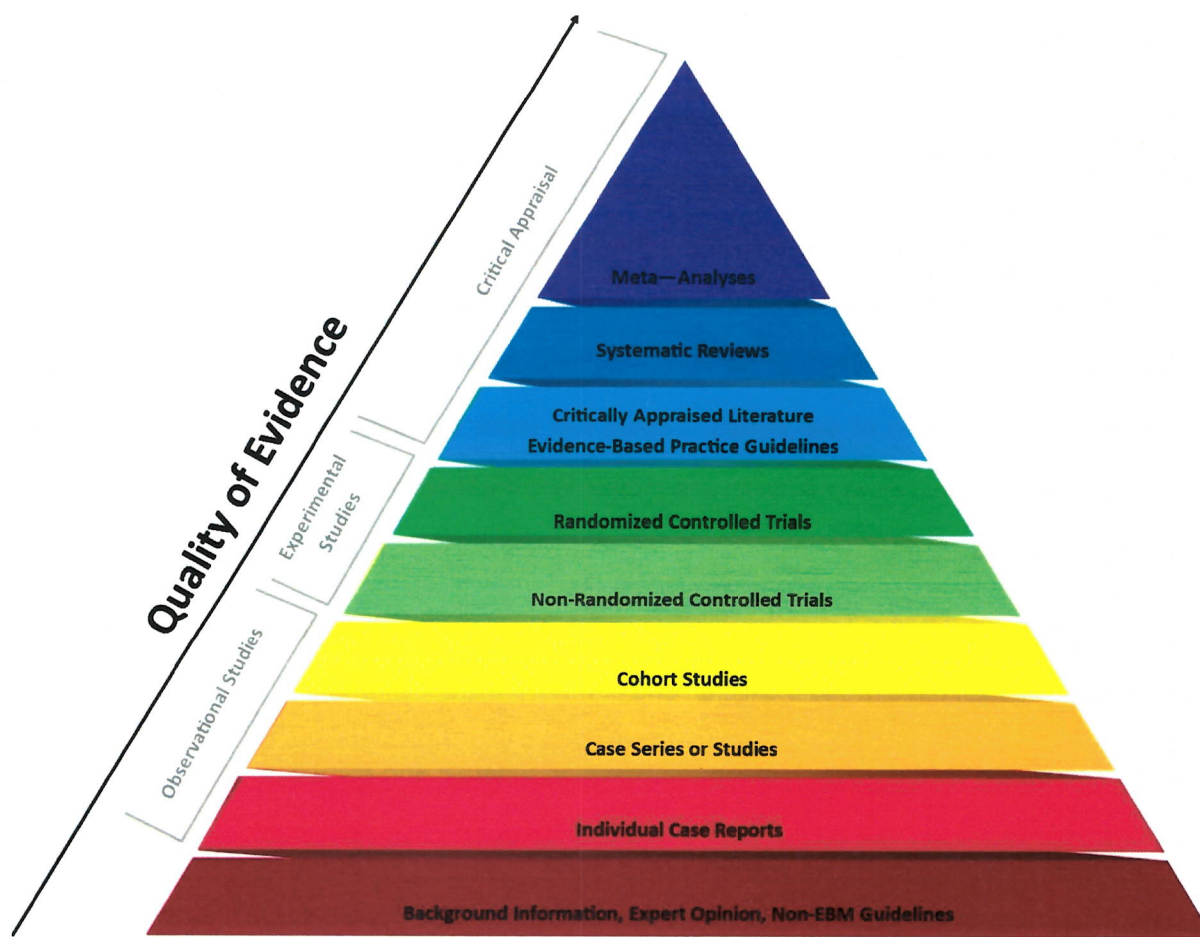 Quality of Evidence
Critical Appraisal
Experimental
Studies
Observational Studies
Meta—Analyses
Systematic Reviews
Critically Appraised Literature
Evidence-Based Practice Guidelines
Randomized Controlled Trials
Non-Randomized Controlled Trials
Cohort Studies
Case Series or Studies
Individual Case Reports
Background Information, Expert Opinion, Non-EBM Guidelines